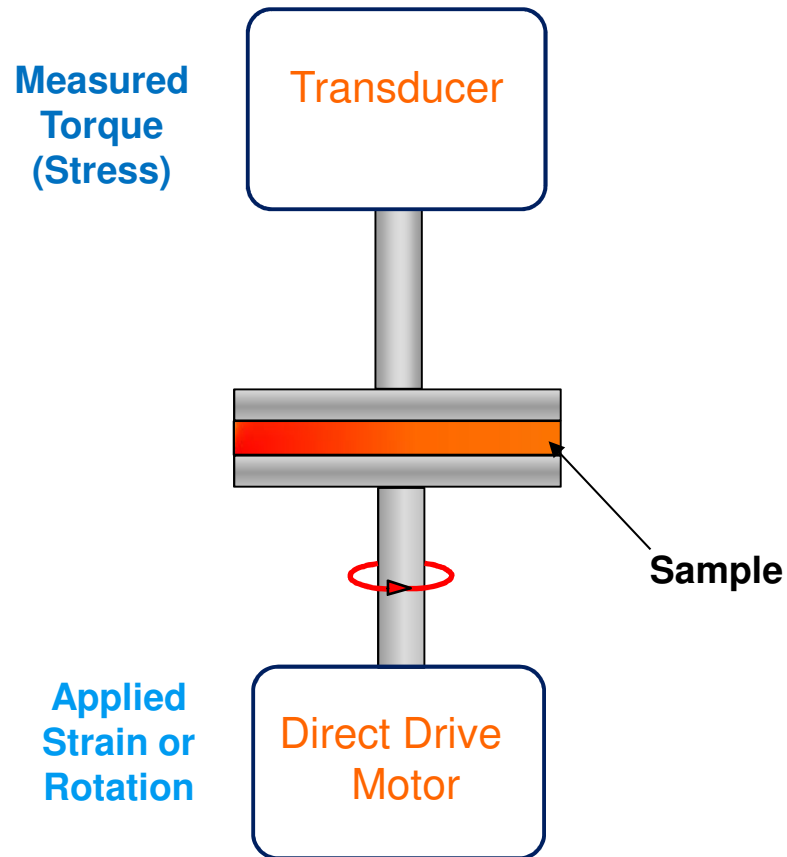 Measured
Torque
(Stress)
Transducer
Sample
Applied
Strain or
Rotation
Direct Drive
Motor